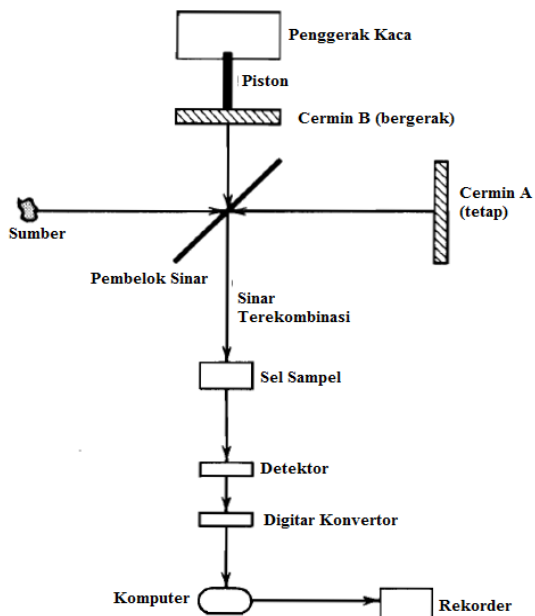 Penggerak Kaca
Piston
Cermin B (bergerak)
Cermin A
(tetap)
Sumber
Pembelok Sinar
Sinar
Terekombinasi
Sel Sampel
Detektor
Digitar Konvertor
Komputer
Rekorder